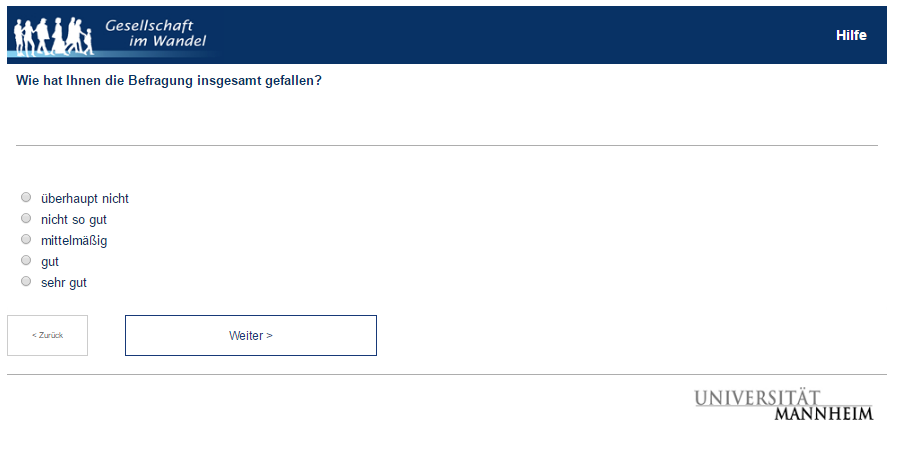 Gesellschaft
im Wandel
Hilfe
Wie hat Ihnen die Befragung insgesamt gefallen?
überhaupt nicht
nicht so gut
mittelmäßig
gut
sehr gut
< Zurück
Weiter >
UNIVERSITÄT
MANNHEIM